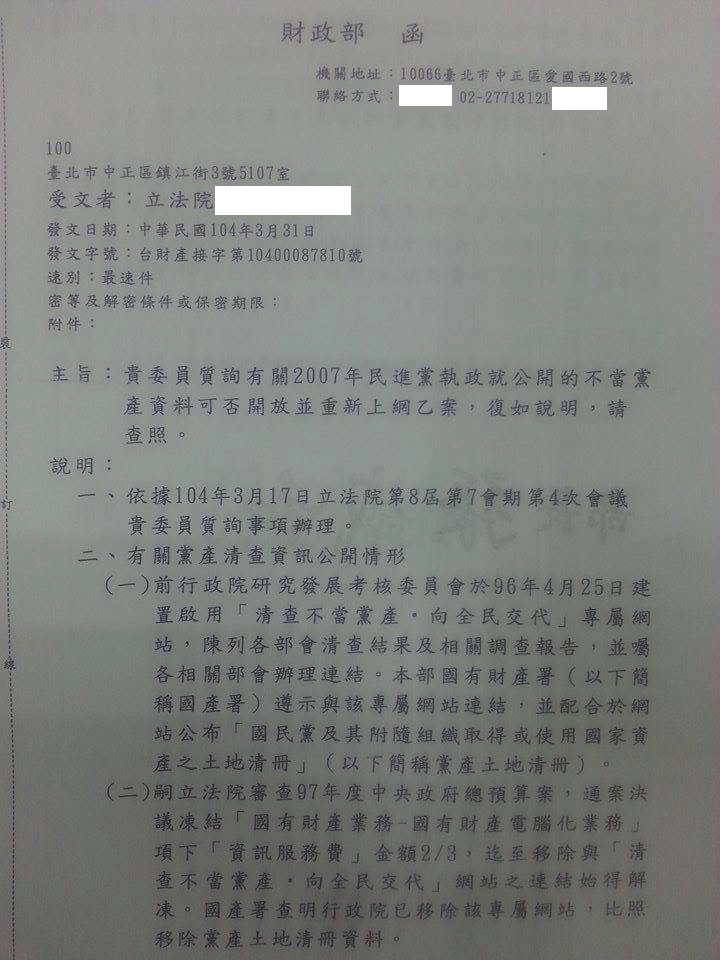 財政部 函
機關地址：10066臺北市中正區愛國西路2號
聯絡方式： 02-27718121
100
臺北市中正區鎮江街3號5107室
受文者：立法院
發文日期：中華民國104年3月31日
發文字號：台財產接字第10400087810號
速別：最速件
密等及解密條件或保密期限：
附件：
主旨：貴委員質詢有關2007年民進黨執政就公開的不當黨
產資料可否開放並重新上網乙案，復如說明，請
查照。
說明：
一、依據104年3月17日立法院第8屆第7會期第4次會議
貴委員質詢事項辦理。
二、有關黨產清查資訊公開情形
(一)前行政院研究發展考核委員會於96年4月25日建
置啟用「清查不當黨產．向全民交代」專屬網
站，陳列各部會清查結果及相關調查報告，並囑
各相關部會辦理連結。本部國有財產署（以下簡
稱國產署）遵示與該專屬網站連結，並配合於網
站公布「國民黨及其附隨組織取得或使用國家資
產之土地清冊」（以下簡稱黨產土地清冊）。
(二)嗣立法院審查97年度中央政府總預算案，通案決
議凍結「國有財產業務-國有財產電腦化業務」
項下「資訊服務費」金額2/3，迄至移除與「清
查不當黨產．向全民交代」網站之連結始得解
凍。國產署查明行政院已移除該專屬網站，比照
移除黨產土地清冊資料。
裝
訂
線